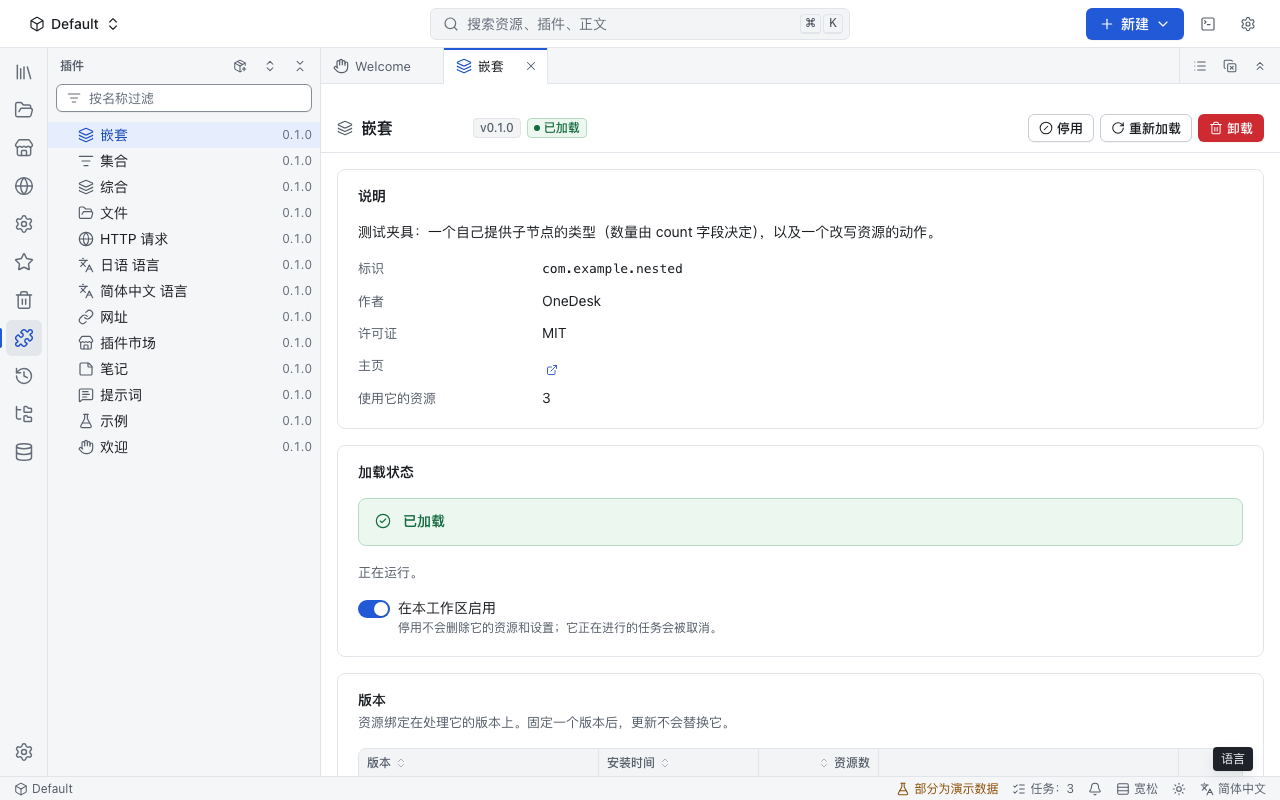 Default
搜索资源、插件、正文
⌘ K
新建
插件
Welcome
嵌套
按名称过滤
嵌套 0.1.0
集合 0.1.0
综合 0.1.0
文件 0.1.0
HTTP 请求 0.1.0
日语 语言 0.1.0
简体中文 语言 0.1.0
网址 0.1.0
插件市场 0.1.0
笔记 0.1.0
提示词 0.1.0
示例 0.1.0
欢迎 0.1.0
嵌套 v0.1.0 已加载
停用 重新加载 卸载
说明
测试夹具：一个自己提供子节点的类型（数量由 count 字段决定），以及一个改写资源的动作。
标识 com.example.nested
作者 OneDesk
许可证 MIT
主页
使用它的资源 3
加载状态
已加载
正在运行。
在本工作区启用
停用不会删除它的资源和设置；它正在进行的任务会被取消。
版本
资源绑定在处理它的版本上。固定一个版本后，更新不会替换它。
版本 安装时间 资源数
语言
Default
部分为演示数据 任务：3 宽松 简体中文